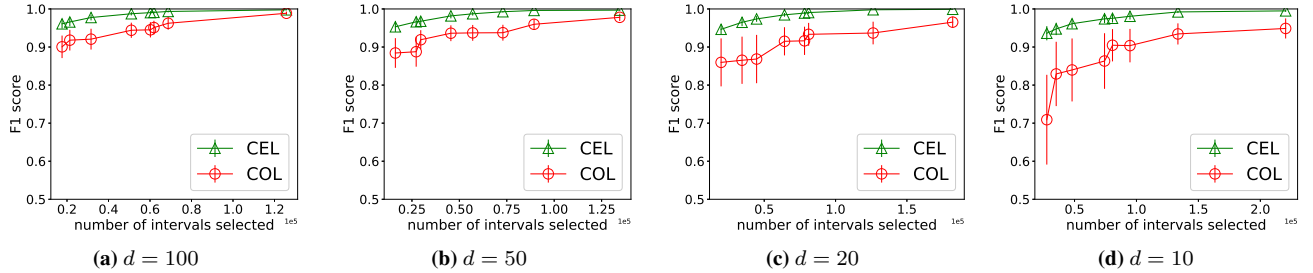 1.0
0.9
0.8
0.7
0.6
0.5
F1 score
CEL
COL
0.2 0.4 0.6 0.8 1.0 1.2
1e5
number of intervals selected
(a) d = 100
1.0
0.9
0.8
0.7
0.6
0.5
F1 score
CEL
COL
0.25 0.50 0.75 1.00 1.25
1e5
number of intervals selected
(b) d = 50
1.0
0.9
0.8
0.7
0.6
0.5
F1 score
CEL
COL
0.5 1.0 1.5
1e5
number of intervals selected
(c) d = 20
1.0
0.9
0.8
0.7
0.6
0.5
F1 score
CEL
COL
0.5 1.0 1.5 2.0
1e5
number of intervals selected
(d) d = 10